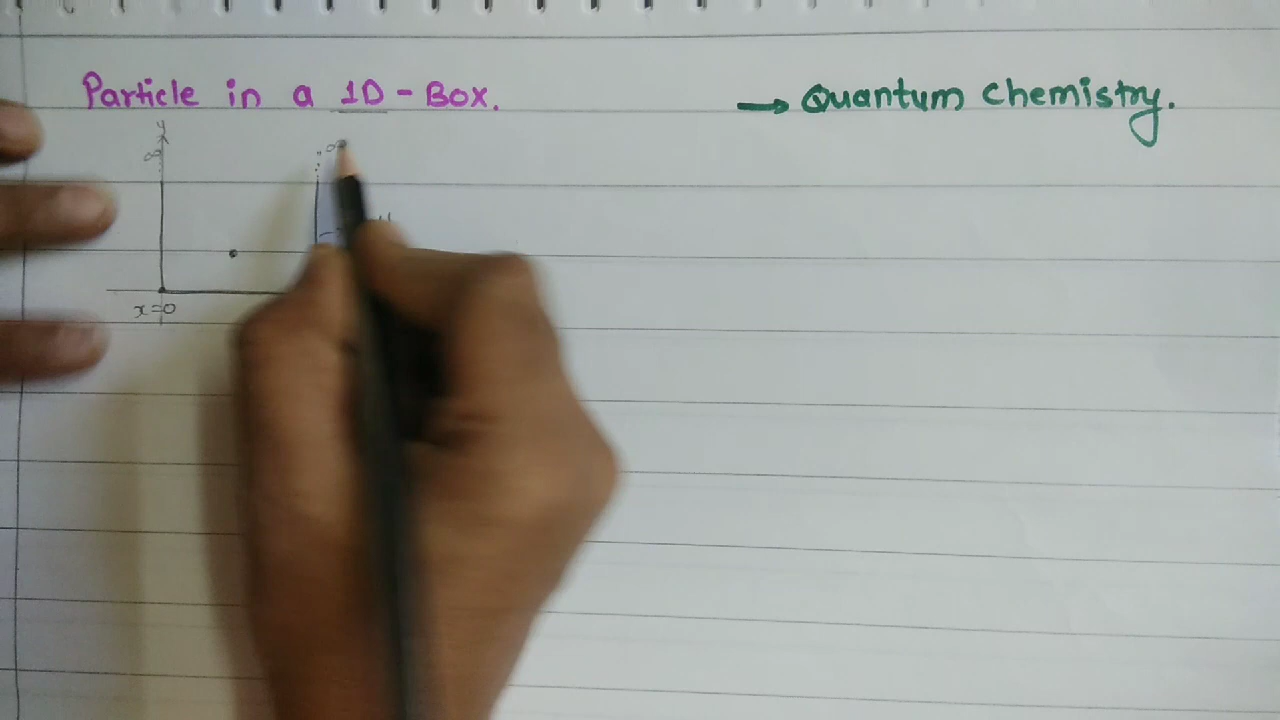 Particle in a 1D - Box.
→ Quantum chemistry.
y
∞
∞
x=0